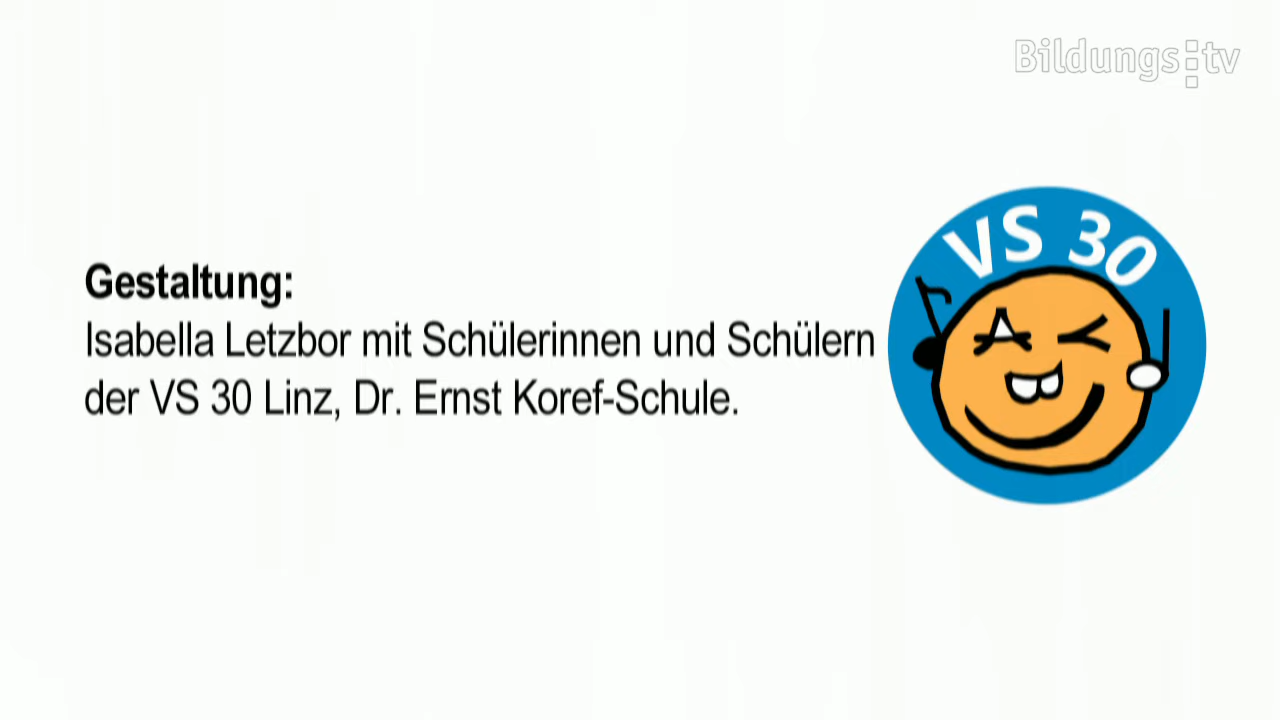 Bildungs:tv
VS 30
Gestaltung:
Isabella Letzbor mit Schülerinnen und Schülern
der VS 30 Linz, Dr. Ernst Koref-Schule.